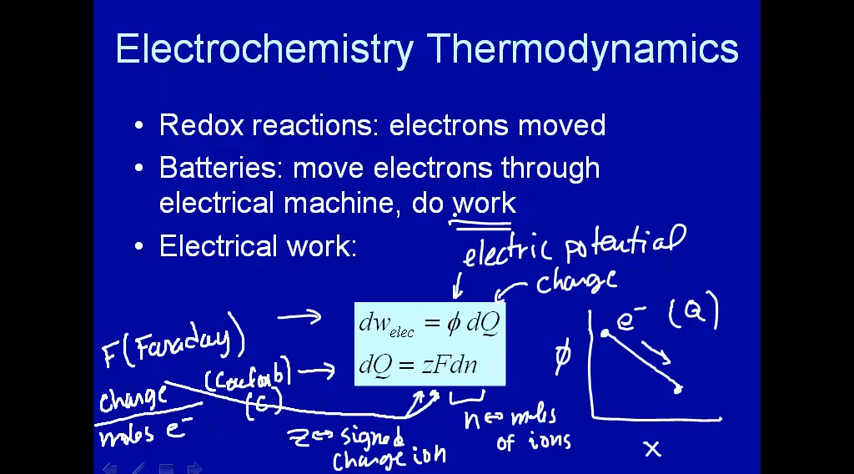 Electrochemistry Thermodynamics
• Redox reactions: electrons moved
• Batteries: move electrons through
electrical machine, do work
• Electrical work:
electric potential
change
dw_elec = ϕ dQ
dQ = zFdn
F (Faraday)
charge
moles e⁻
(Coulomb)
(C)
z ↔ signed
charge ion
n ↔ moles
of ions
ϕ
e⁻ (Q)
x